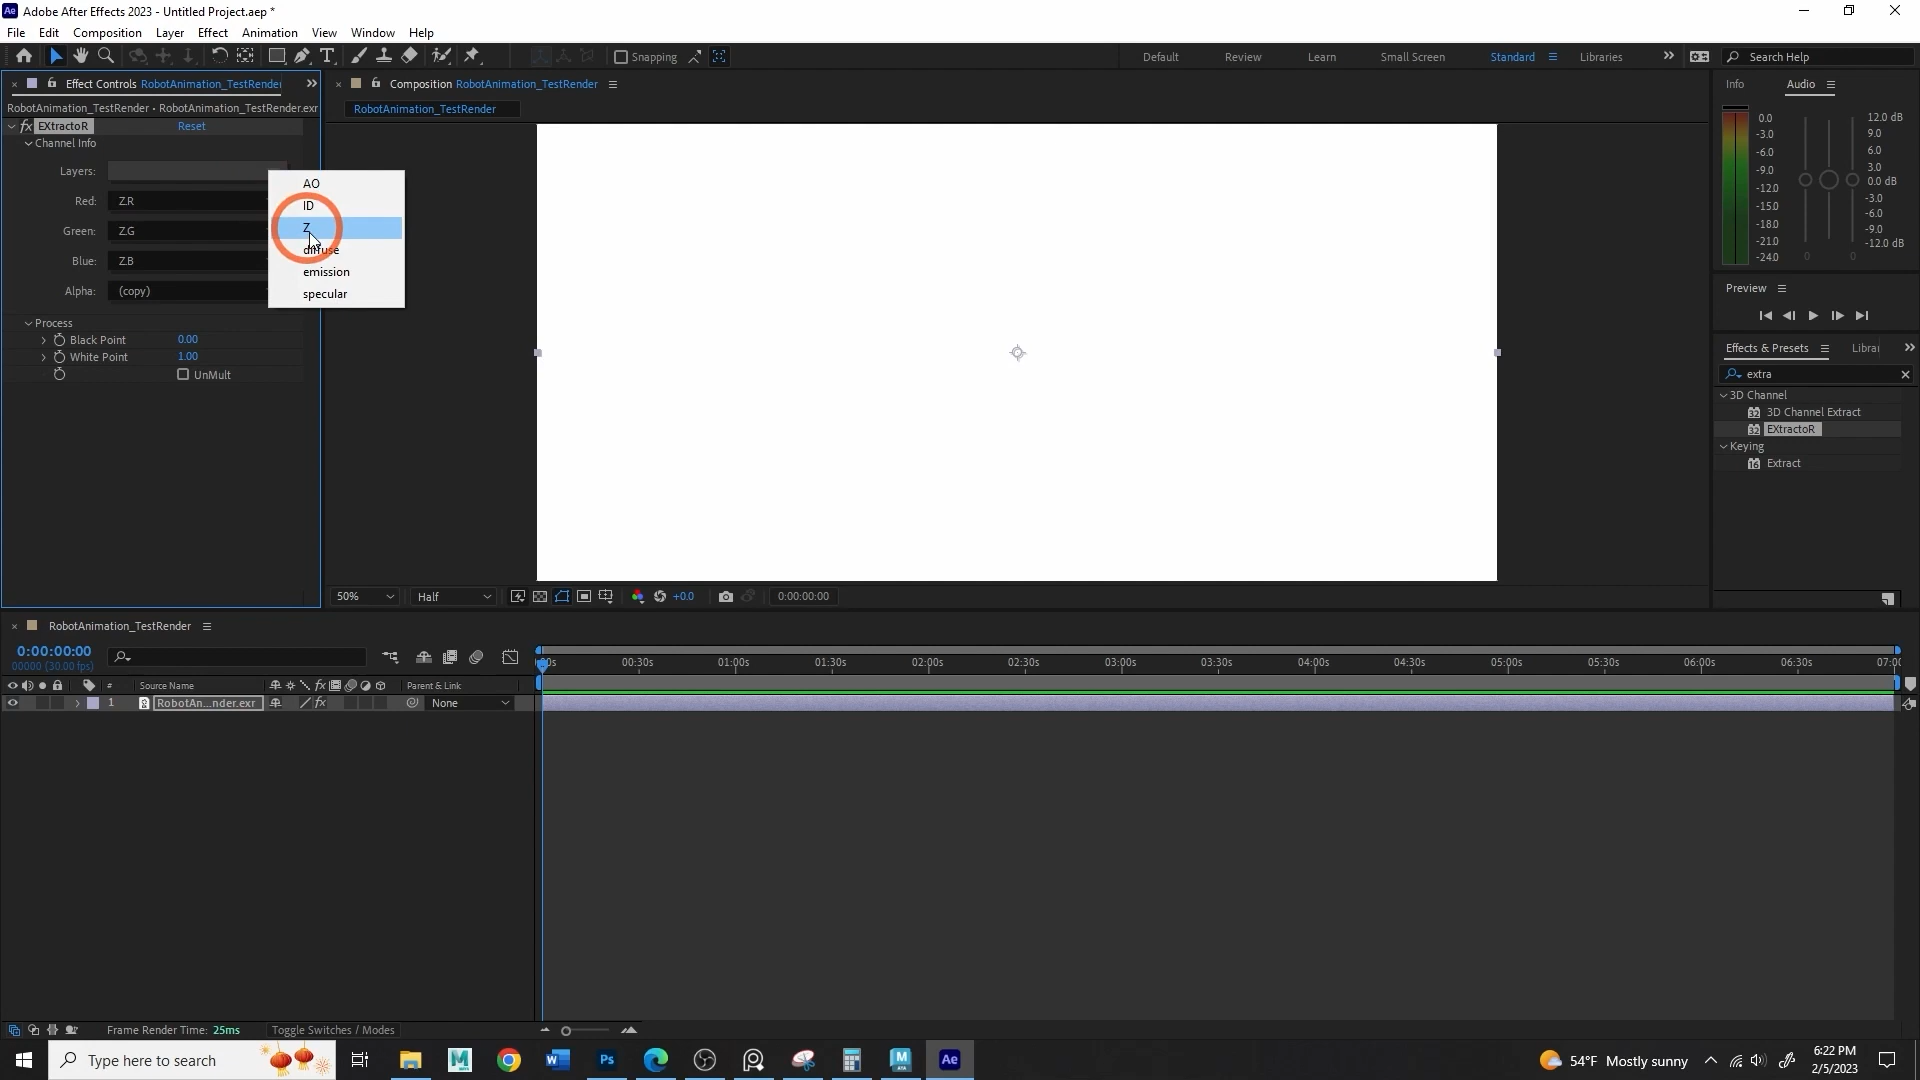 Ae Adobe After Effects 2023 - Untitled Project.aep *
File Edit Composition Layer Effect Animation View Window Help
Snapping Default Review Learn Small Screen Standard Libraries Search Help
Effect Controls RobotAnimation_TestRender
RobotAnimation_TestRender • RobotAnimation_TestRender.exr
fx EXtractoR Reset
Channel Info
Layers:
Red: Z.R
Green: Z.G
Blue: Z.B
Alpha: (copy)
Process
Black Point 0.00
White Point 1.00
UnMult
AO
ID
Z
diffuse
emission
specular
Composition RobotAnimation_TestRender
RobotAnimation_TestRender
50% Half +0.0 0:00:00:00
Info Audio
0.0 12.0 dB
-3.0 9.0
-6.0 6.0
-9.0 3.0
-12.0 0.0 dB
-15.0 -3.0
-18.0 -6.0
-21.0 -9.0
-24.0 -12.0 dB
0 0
Preview
Effects & Presets Librar
extra
3D Channel
32 3D Channel Extract
32 EXtractoR
Keying
16 Extract
RobotAnimation_TestRender
0:00:00:00
00000 (30.00 fps)
00:30s 01:00s 01:30s 02:00s 02:30s 03:00s 03:30s 04:00s 04:30s 05:00s 05:30s 06:00s 06:30s
# Source Name fx Parent & Link
1 RobotAn...nder.exr fx None
Frame Render Time: 25ms Toggle Switches / Modes
Type here to search
54°F Mostly sunny
6:22 PM
2/5/2023